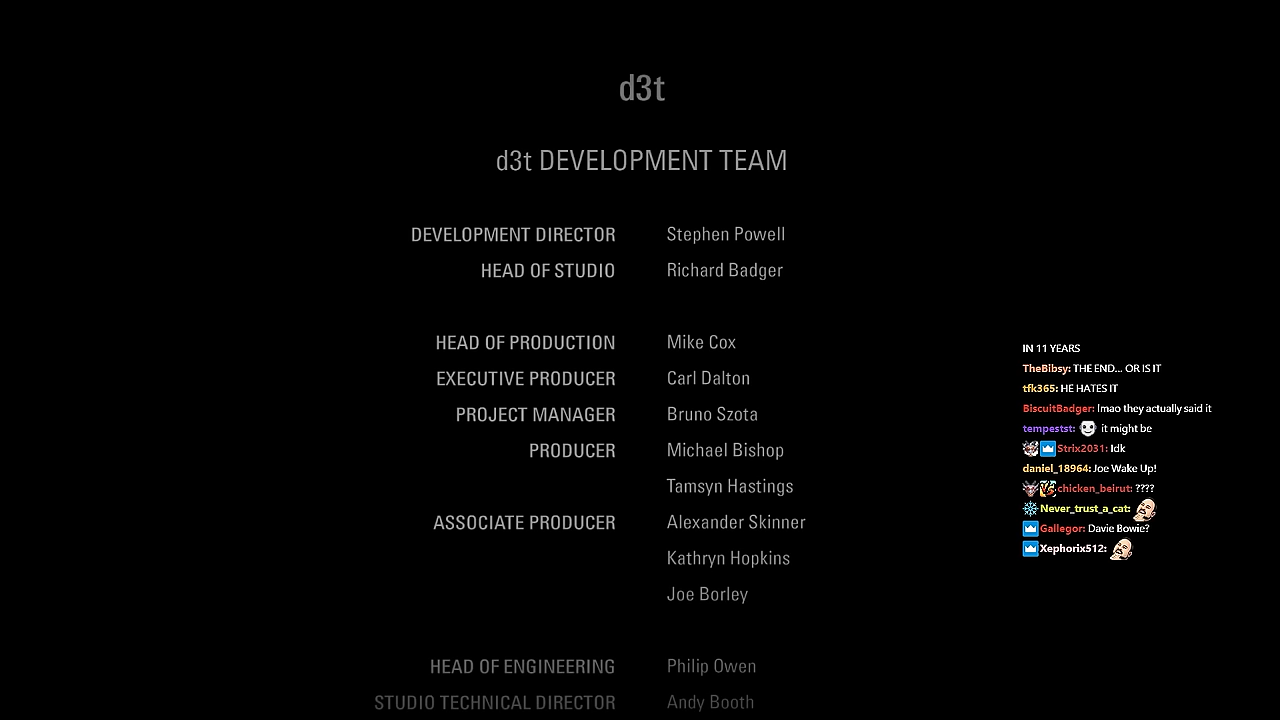 d3t
d3t DEVELOPMENT TEAM
DEVELOPMENT DIRECTOR Stephen Powell
HEAD OF STUDIO Richard Badger
HEAD OF PRODUCTION Mike Cox
EXECUTIVE PRODUCER Carl Dalton
PROJECT MANAGER Bruno Szota
PRODUCER Michael Bishop
Tamsyn Hastings
ASSOCIATE PRODUCER Alexander Skinner
Kathryn Hopkins
Joe Borley
HEAD OF ENGINEERING Philip Owen
STUDIO TECHNICAL DIRECTOR Andy Booth
IN 11 YEARS
TheBibsy: THE END... OR IS IT
tfk365: HE HATES IT
BiscuitBadger: lmao they actually said it
tempestst: it might be
Strix2031: Idk
daniel_18964: Joe Wake Up!
chicken_beirut: ????
Never_trust_a_cat:
Gallegor: Davie Bowie?
Xephorix512: